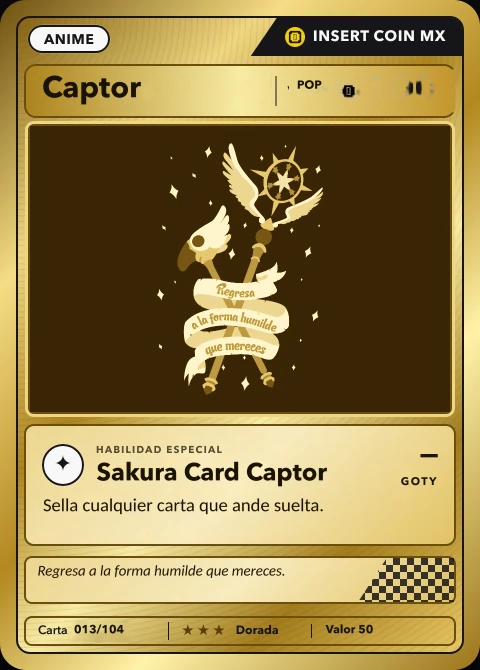 ANIME
INSERT COIN MX
Captor
POP
Regresa
a la forma humilde
que mereces
HABILIDAD ESPECIAL
Sakura Card Captor
—
GOTY
Sella cualquier carta que ande suelta.
Regresa a la forma humilde que mereces.
Carta 013/104
★★★ Dorada
Valor 50